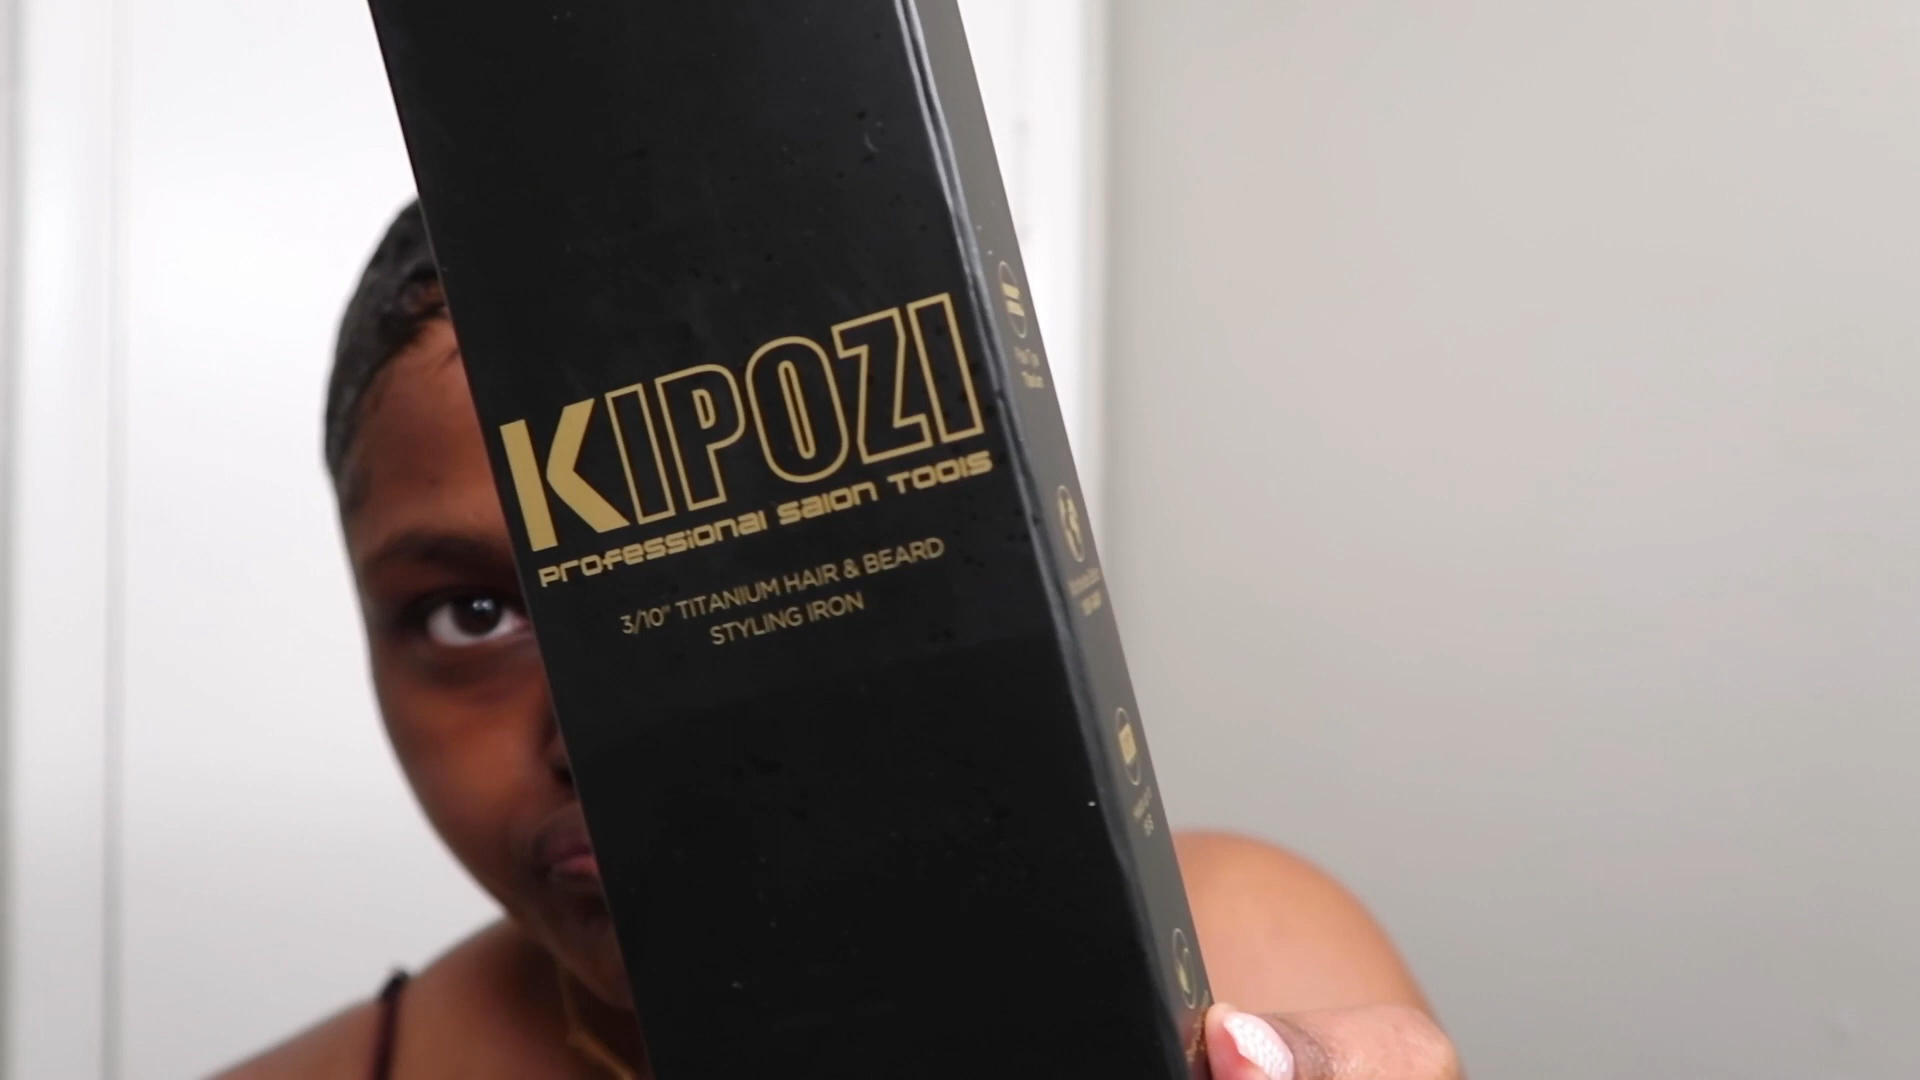 KIPOZI
Professional Salon Tools
3/10" TITANIUM HAIR & BEARD
STYLING IRON